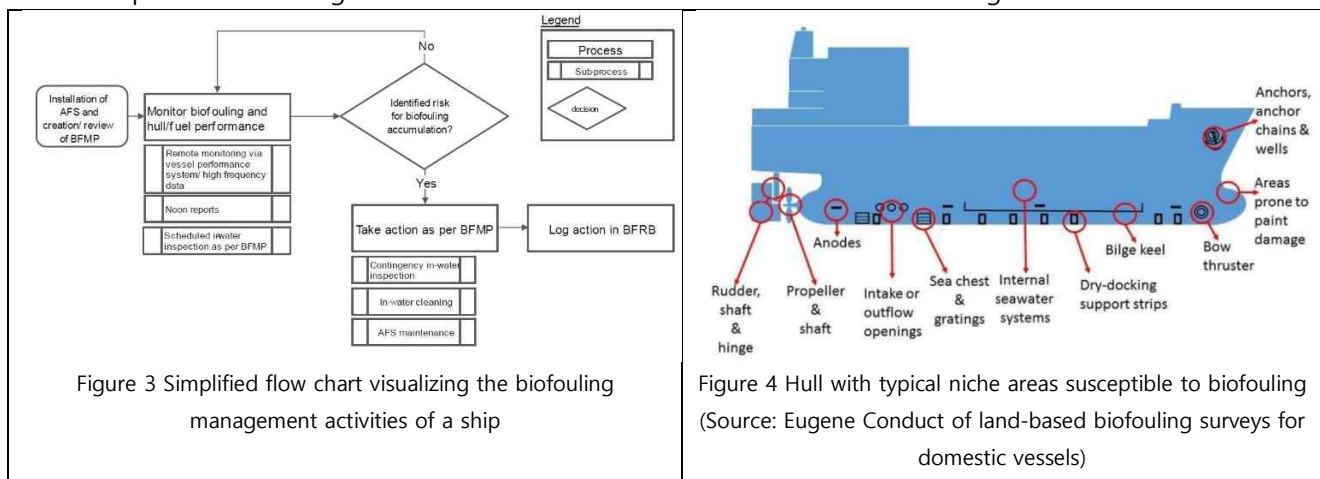 Legend
Process
Sub-process
decision
No
Installation of
AFS and
creation/ review
of BFMP
Monitor biofouling and
hull/fuel performance
Identified risk
for biofouling
accumulation?
Remote monitoring via
vessel performance
system/ high frequency
data
Noon reports
Scheduled in-water
inspection as per BFMP
Yes
Take action as per BFMP
Log action in BFRB
Contingency in-water
inspection
In-water cleaning
AFS maintenance
Figure 3 Simplified flow chart visualizing the biofouling
management activities of a ship
Anchors,
anchor
chains &
wells
Areas
prone to
paint
damage
Anodes
Bilge keel
Bow
thruster
Rudder,
shaft
&
hinge
Propeller
&
shaft
Intake or
outflow
openings
Sea chest
&
gratings
Internal
seawater
systems
Dry-docking
support strips
Figure 4 Hull with typical niche areas susceptible to biofouling
(Source: Eugene Conduct of land-based biofouling surveys for
domestic vessels)